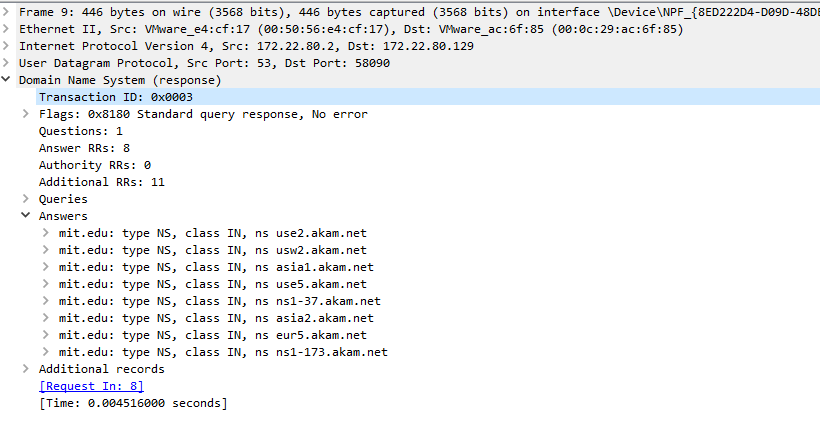 Frame 9: 446 bytes on wire (3568 bits), 446 bytes captured (3568 bits) on interface \Device\NPF_{8ED222D4-D09D-48DE
Ethernet II, Src: VMware_e4:cf:17 (00:50:56:e4:cf:17), Dst: VMware_ac:6f:85 (00:0c:29:ac:6f:85)
Internet Protocol Version 4, Src: 172.22.80.2, Dst: 172.22.80.129
User Datagram Protocol, Src Port: 53, Dst Port: 58090
Domain Name System (response)
Transaction ID: 0x0003
Flags: 0x8180 Standard query response, No error
Questions: 1
Answer RRs: 8
Authority RRs: 0
Additional RRs: 11
Queries
Answers
mit.edu: type NS, class IN, ns use2.akam.net
mit.edu: type NS, class IN, ns usw2.akam.net
mit.edu: type NS, class IN, ns asia1.akam.net
mit.edu: type NS, class IN, ns use5.akam.net
mit.edu: type NS, class IN, ns ns1-37.akam.net
mit.edu: type NS, class IN, ns asia2.akam.net
mit.edu: type NS, class IN, ns eur5.akam.net
mit.edu: type NS, class IN, ns ns1-173.akam.net
Additional records
[Request In: 8]
[Time: 0.004516000 seconds]